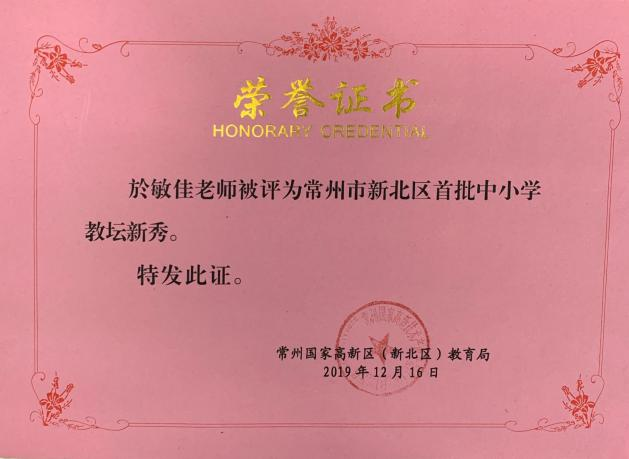 荣誉证书
HONORARY CREDENTIAL
於敏佳老师被评为常州市新北区首批中小学
教坛新秀。
特发此证。
常州国家高新区（新北区）教育局
2019年12月16日